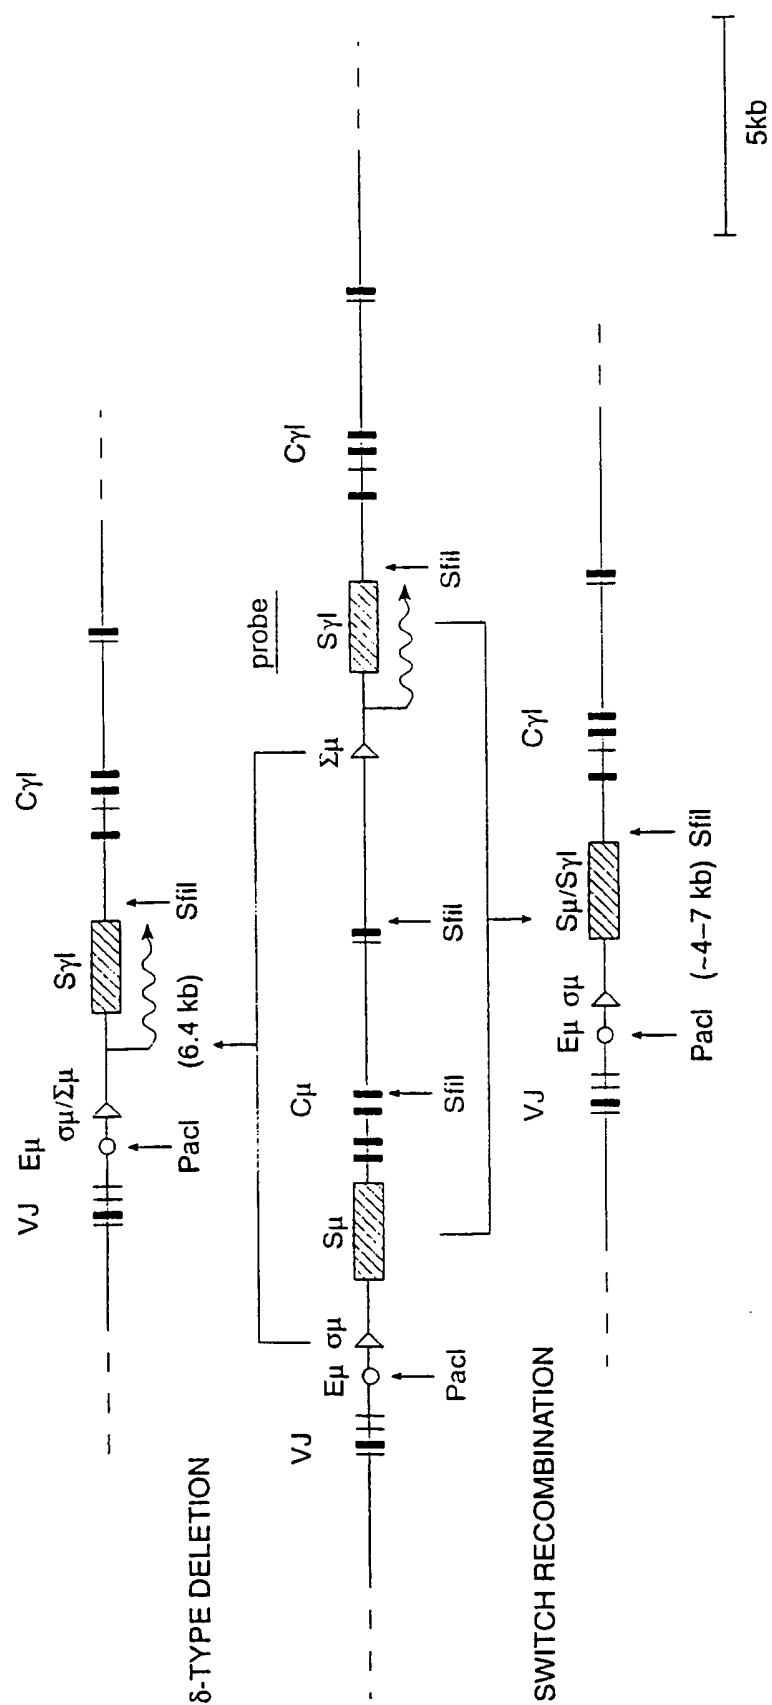 δ-TYPE DELETION
VJ Eμ σμ/Σμ Sγl Cγl
PacI (6.4 kb) SfiI
probe
VJ Eμ σμ Sμ Cμ Σμ Sγl Cγl
PacI SfiI SfiI SfiI
SWITCH RECOMBINATION
VJ Eμ σμ Sμ/Sγl Cγl
PacI (~4–7 kb) SfiI
5kb